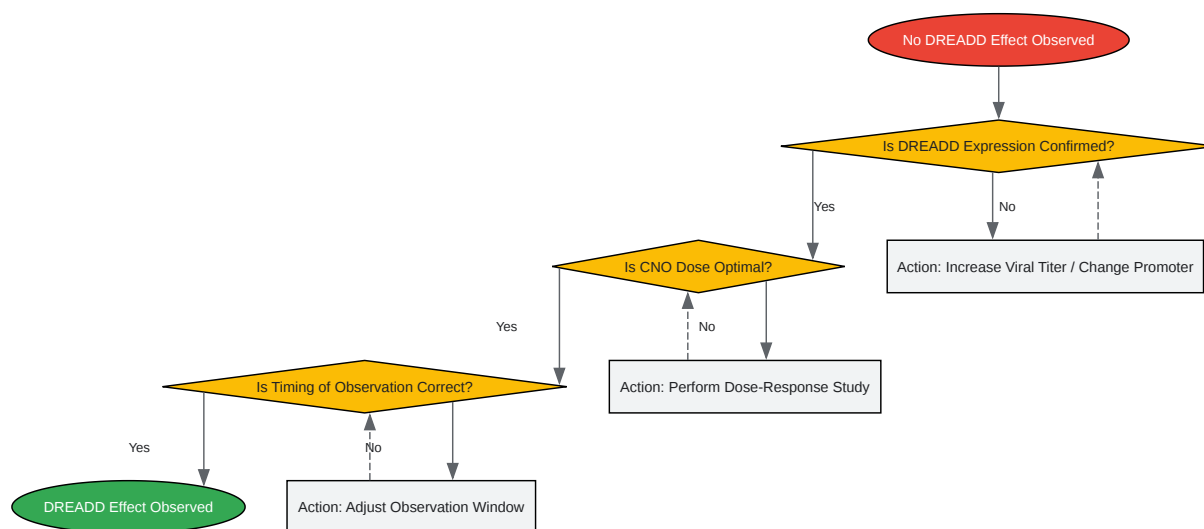 No DREADD Effect Observed
Is DREADD Expression Confirmed?
Yes
No
Is CNO Dose Optimal?
Action: Increase Viral Titer / Change Promoter
Yes
No
Is Timing of Observation Correct?
Action: Perform Dose-Response Study
Yes
No
DREADD Effect Observed
Action: Adjust Observation Window